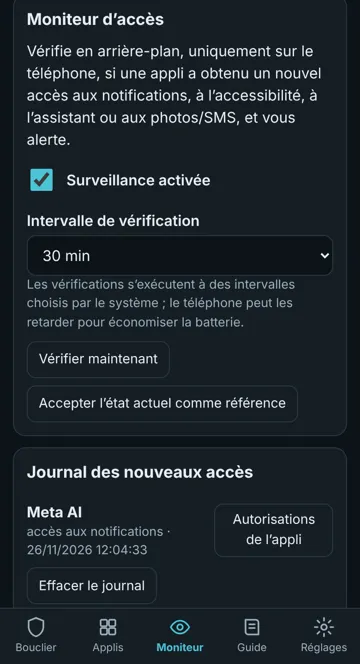 Moniteur d’accès
Vérifie en arrière-plan, uniquement sur le
téléphone, si une appli a obtenu un nouvel
accès aux notifications, à l’accessibilité, à
l’assistant ou aux photos/SMS, et vous
alerte.
Surveillance activée
Intervalle de vérification
30 min
Les vérifications s’exécutent à des intervalles
choisis par le système ; le téléphone peut les
retarder pour économiser la batterie.
Vérifier maintenant
Accepter l’état actuel comme référence
Journal des nouveaux accès
Meta AI
accès aux notifications ·
26/11/2026 12:04:33
Autorisations
de l’appli
Effacer le journal
Bouclier
Applis
Moniteur
Guide
Réglages